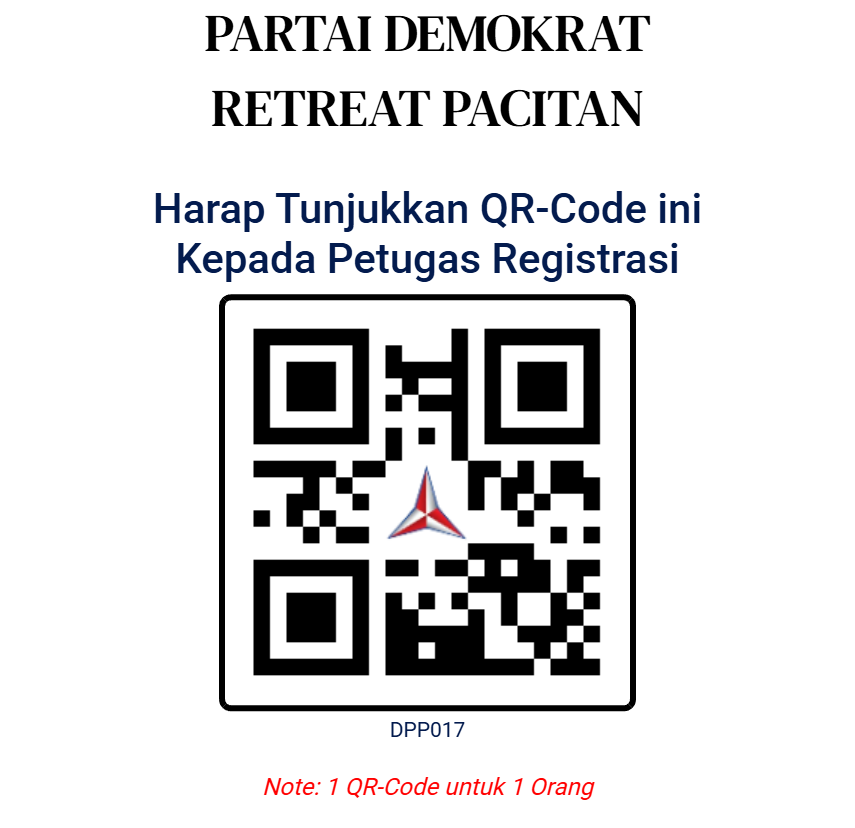 PARTAI DEMOKRAT
RETREAT PACITAN
Harap Tunjukkan QR-Code ini
Kepada Petugas Registrasi
DPP017
Note: 1 QR-Code untuk 1 Orang